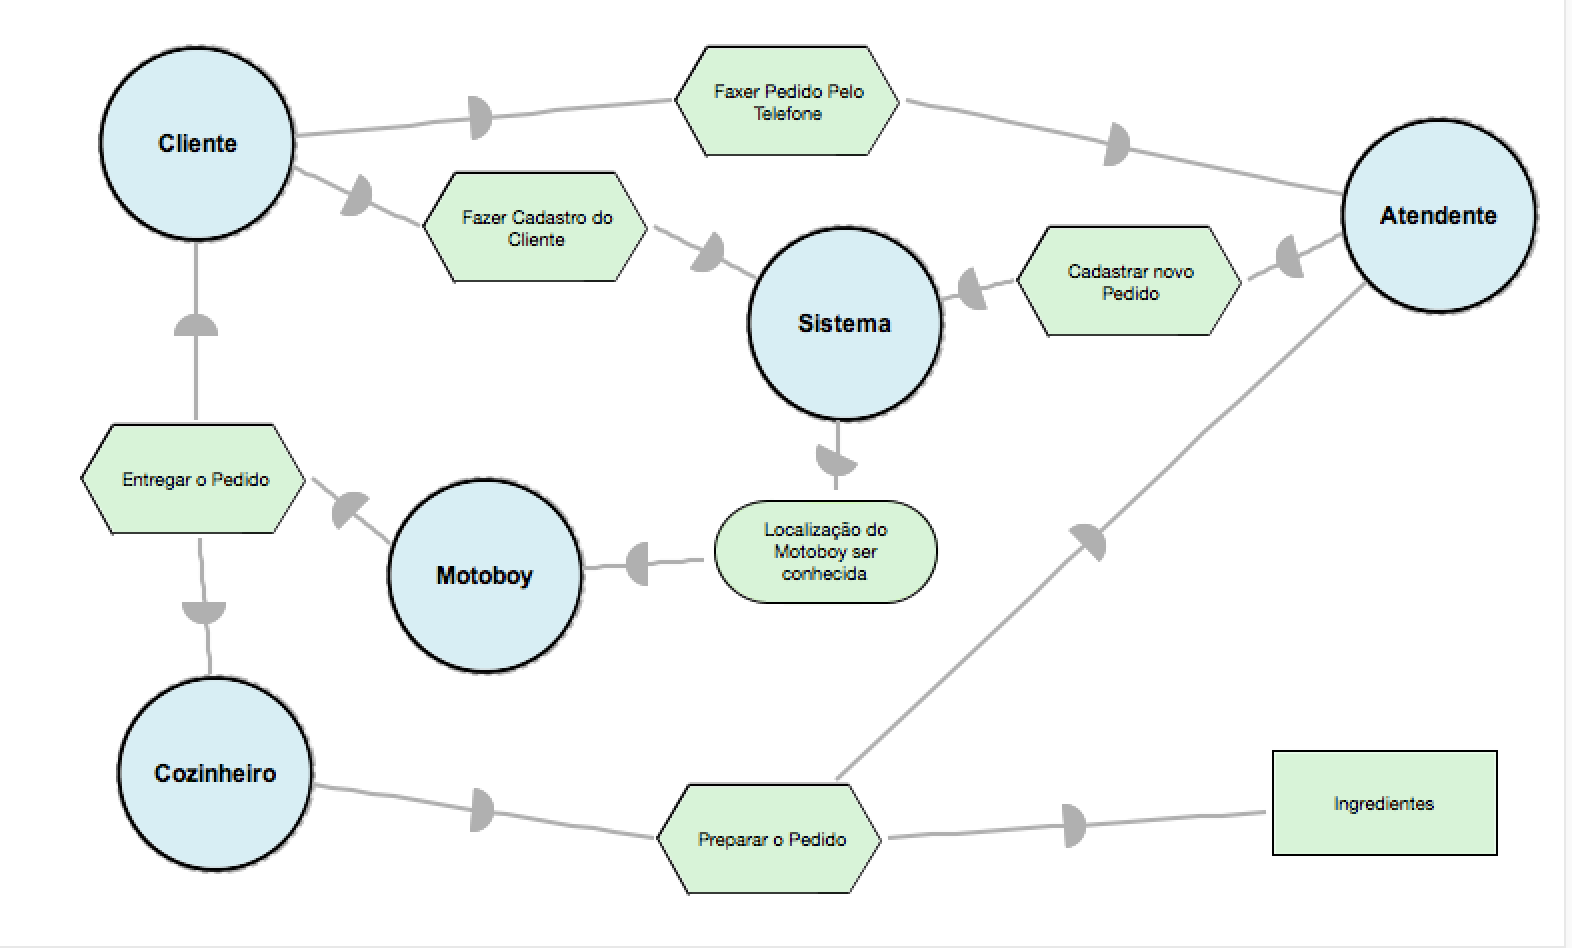 Cliente
Faxer Pedido Pelo
Telefone
Atendente
Fazer Cadastro do
Cliente
Sistema
Cadastrar novo
Pedido
Entregar o Pedido
Motoboy
Localização do
Motoboy ser
conhecida
Cozinheiro
Preparar o Pedido
Ingredientes